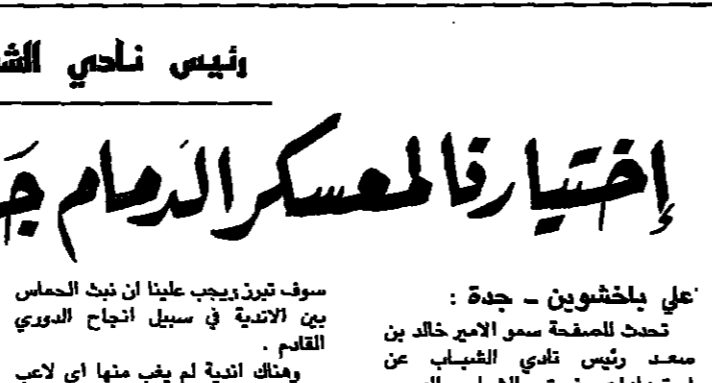 رئيس نادي
إختيارنا لمعسكر الدمام
علي باخشوين - جدة :
تحدث للصفحة سمو الامير خالد بن
سعد رئيس نادي الشباب عن
سوف تبرز ويجب علينا ان نبث الحماس
بين الاندية في سبيل انجاح الدوري
القادم .
وهناك اندية لم يغب منها اي لاعب